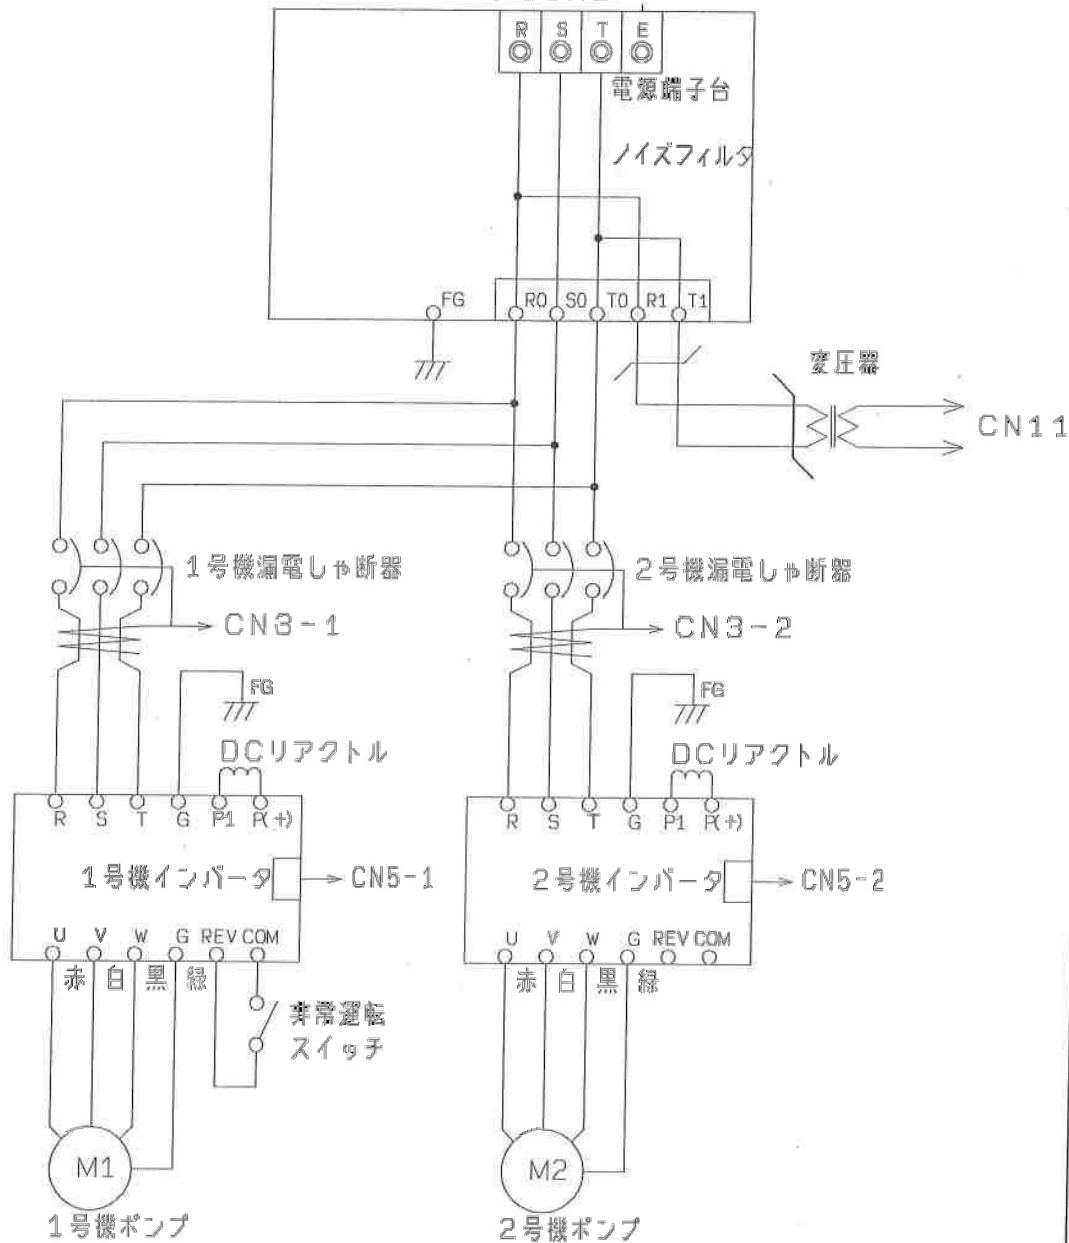 R S T E
電源端子台
ノイズフィルタ
FG R0 S0 T0 R1 T1
変圧器
CN11
1号機漏電しゃ断器
2号機漏電しゃ断器
CN3-1
CN3-2
FG
FG
DCリアクトル
DCリアクトル
R S T G P1 P(+)
R S T G P1 P(+)
1号機インバータ
CN5-1
2号機インバータ
CN5-2
U V W G REV COM
U V W G REV COM
赤 白 黒 緑
赤 白 黒 緑
非常運転
スイッチ
M1
M2
1号機ポンプ
2号機ポンプ